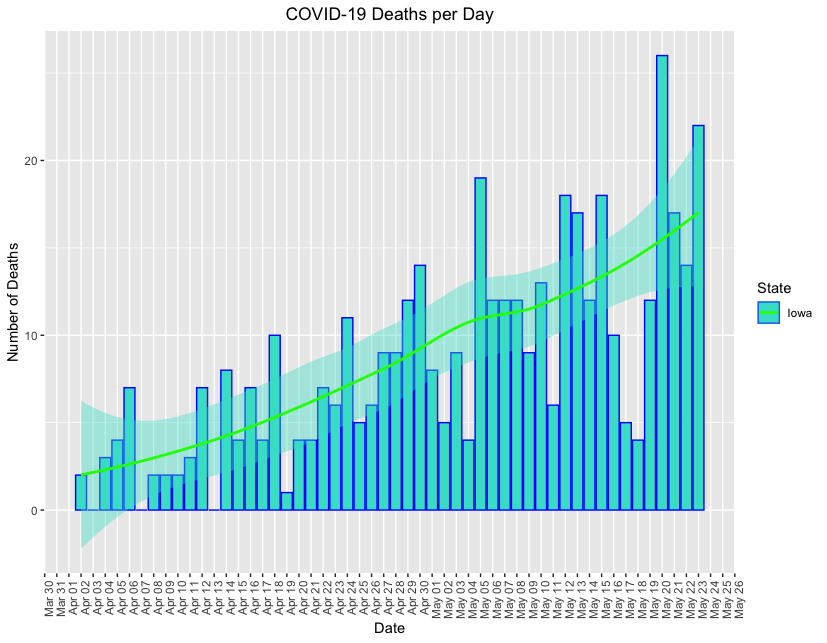 COVID-19 Deaths per Day
Number of Deaths
20
10
0
Mar 30
Mar 31
Apr 01
Apr 02
Apr 03
Apr 04
Apr 05
Apr 06
Apr 07
Apr 08
Apr 09
Apr 10
Apr 11
Apr 12
Apr 13
Apr 14
Apr 15
Apr 16
Apr 17
Apr 18
Apr 19
Apr 20
Apr 21
Apr 22
Apr 23
Apr 24
Apr 25
Apr 26
Apr 27
Apr 28
Apr 29
Apr 30
May 01
May 02
May 03
May 04
May 05
May 06
May 07
May 08
May 09
May 10
May 11
May 12
May 13
May 14
May 15
May 16
May 17
May 18
May 19
May 20
May 21
May 22
May 23
May 24
May 25
May 26
Date
State
Iowa